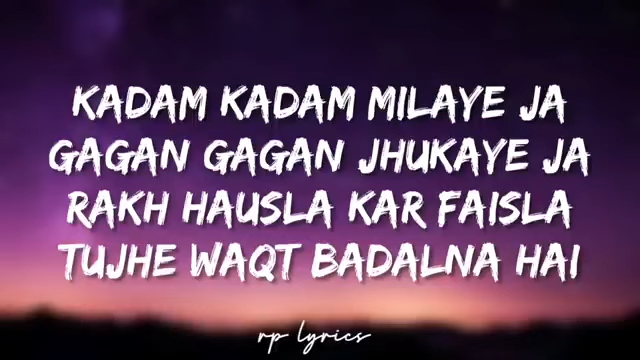 KADAM KADAM MILAYE JA
GAGAN GAGAN JHUKAYE JA
RAKH HAUSLA KAR FAISLA
TUJHE WAQT BADALNA HAI
rp lyrics